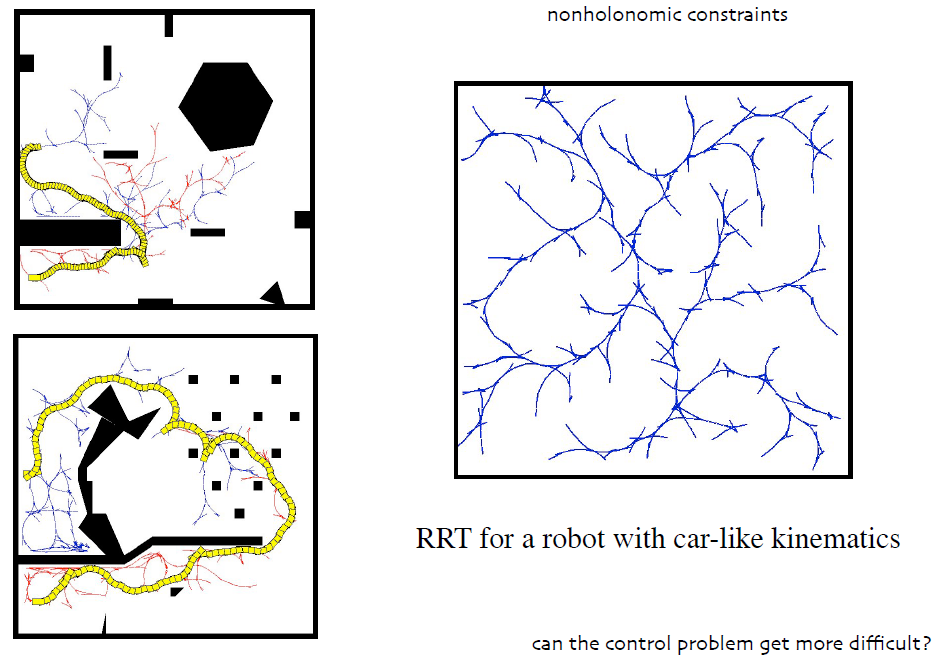 nonholonomic constraints
RRT for a robot with car-like kinematics
can the control problem get more difficult?